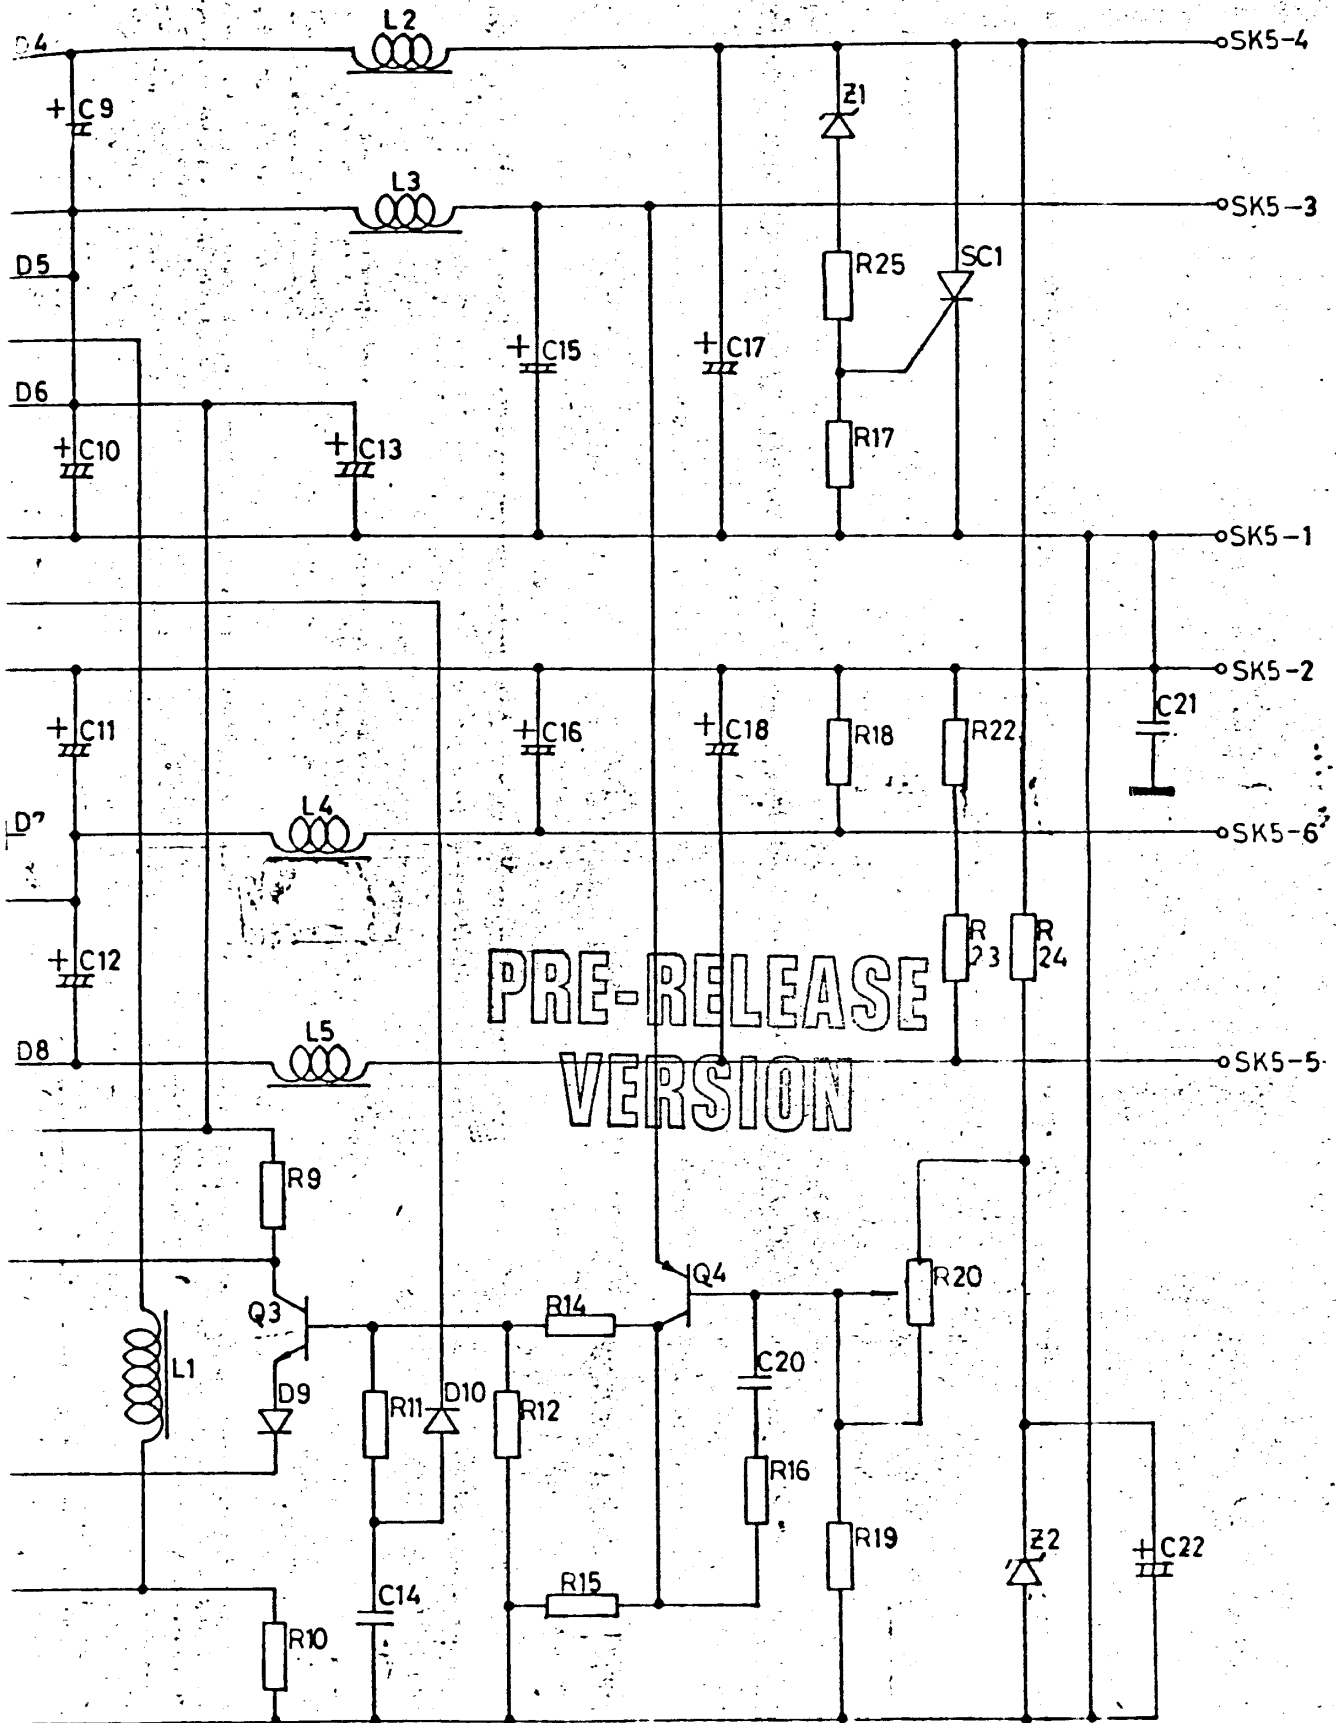 L2
D4
SK5-4
+ C9
Z1
L3
SK5-3
D5
R25
SC1
+ C15
+ C17
D6
+ C10
+ C13
R17
SK5-1
SK5-2
+ C11
+ C16
+ C18
R18
R22
C21
L4
D7
SK5-6
+ C12
R
23
R
24
PRE-RELEASE
VERSION
L5
D8
SK5-5
R9
Q4
R20
Q3
R14
L1
D9
R11
D10
R12
C20
R16
R19
Z2
+ C22
R15
C14
R10